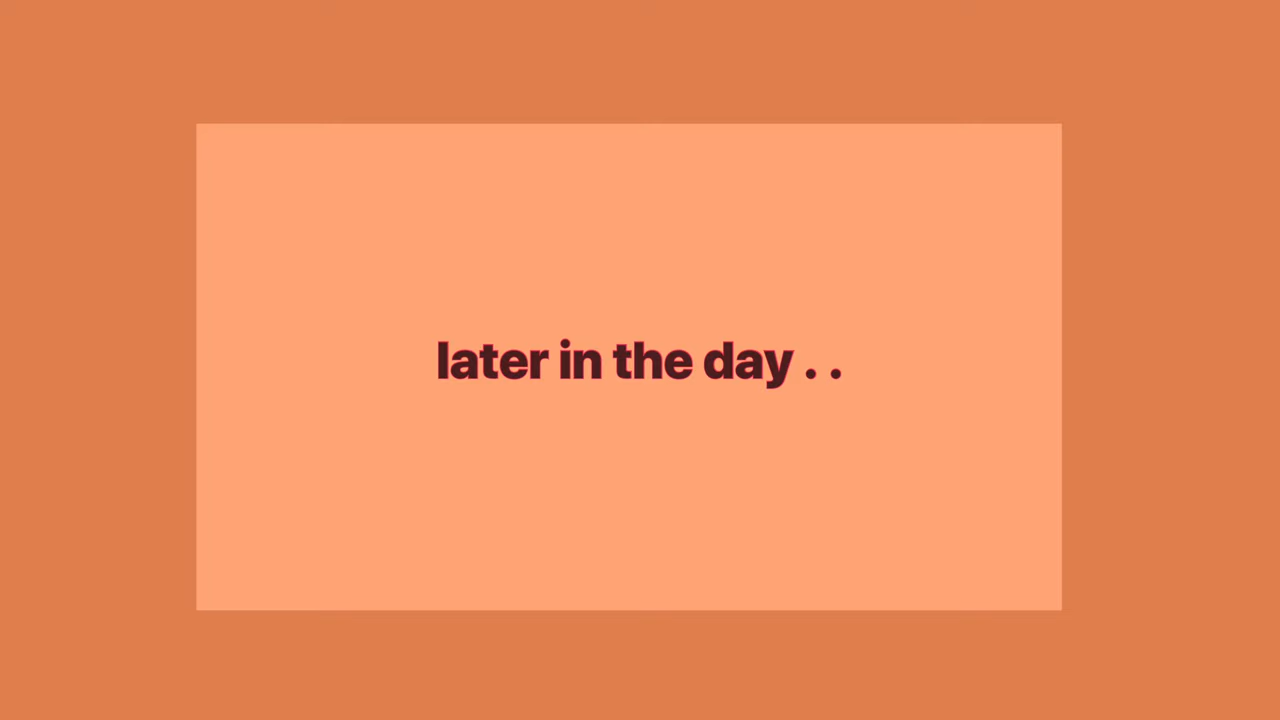 later in the day . .